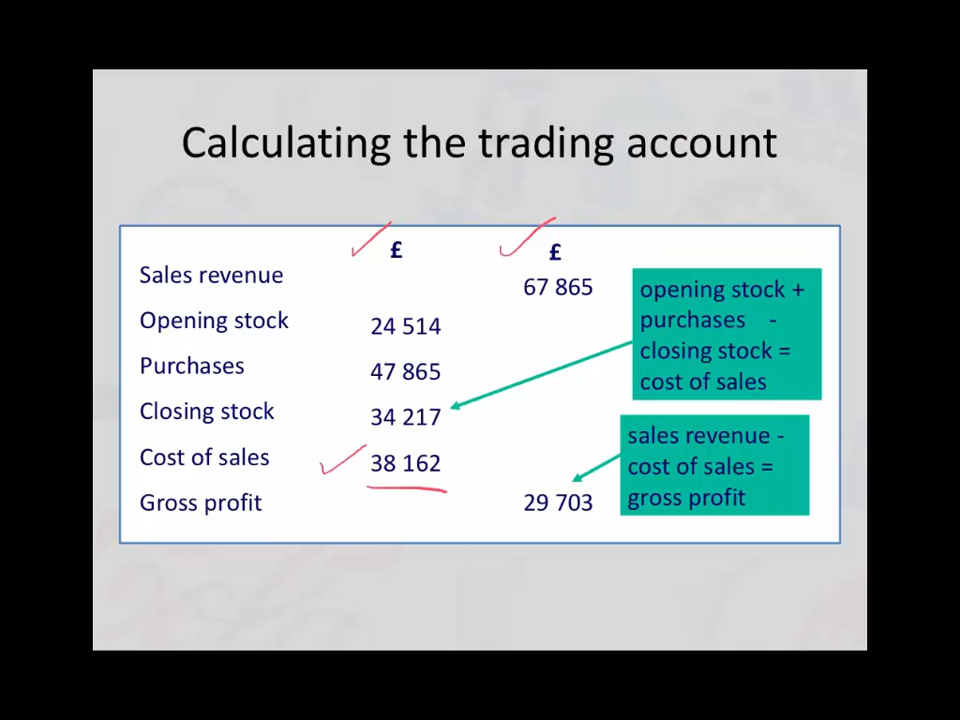 Calculating the trading account
£ £
Sales revenue 67 865
Opening stock 24 514
Purchases 47 865
Closing stock 34 217
Cost of sales 38 162
Gross profit 29 703
opening stock +
purchases -
closing stock =
cost of sales
sales revenue -
cost of sales =
gross profit